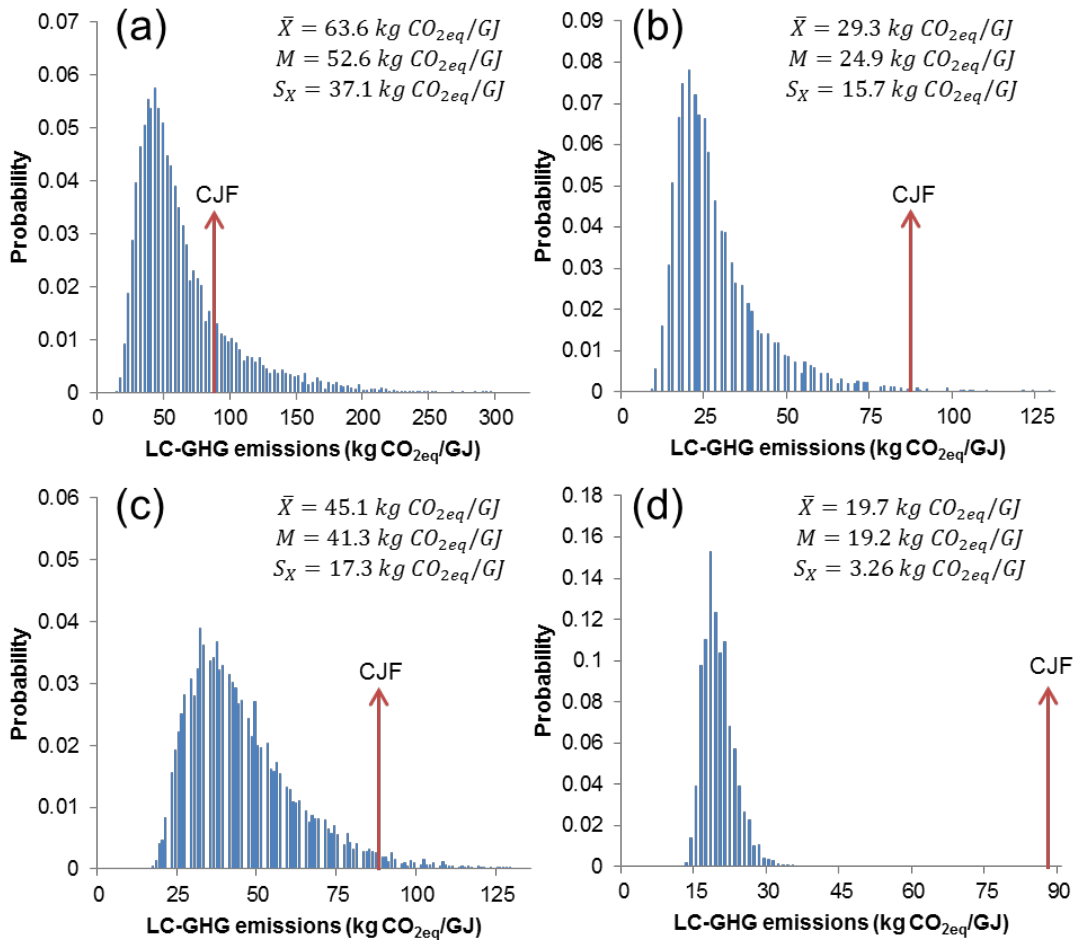 (a)
X̄ = 63.6 kg CO₂eq/GJ
M = 52.6 kg CO₂eq/GJ
S_X = 37.1 kg CO₂eq/GJ
0.07
0.06
0.05
0.04
0.03
0.02
0.01
0
Probability
CJF
0 50 100 150 200 250 300
LC-GHG emissions (kg CO₂eq/GJ)
(b)
X̄ = 29.3 kg CO₂eq/GJ
M = 24.9 kg CO₂eq/GJ
S_X = 15.7 kg CO₂eq/GJ
0.09
0.08
0.07
0.06
0.05
0.04
0.03
0.02
0.01
0
Probability
CJF
0 25 50 75 100 125
LC-GHG emissions (kg CO₂eq/GJ)
(c)
X̄ = 45.1 kg CO₂eq/GJ
M = 41.3 kg CO₂eq/GJ
S_X = 17.3 kg CO₂eq/GJ
0.06
0.05
0.04
0.03
0.02
0.01
0
Probability
CJF
0 25 50 75 100 125
LC-GHG emissions (kg CO₂eq/GJ)
(d)
X̄ = 19.7 kg CO₂eq/GJ
M = 19.2 kg CO₂eq/GJ
S_X = 3.26 kg CO₂eq/GJ
0.18
0.16
0.14
0.12
0.1
0.08
0.06
0.04
0.02
0
Probability
CJF
0 15 30 45 60 75 90
LC-GHG emissions (kg CO₂eq/GJ)